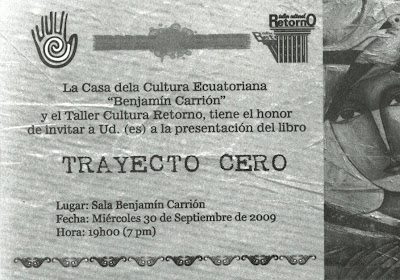 taller cultural
RetornO
La Casa dela Cultura Ecuatoriana
“Benjamín Carrión”
y el Taller Cultura Retorno, tiene el honor
de invitar a Ud. (es) a la presentación del libro
TRAYECTO CERO
Lugar: Sala Benjamín Carrión
Fecha: Miércoles 30 de Septiembre de 2009
Hora: 19h00 (7 pm)